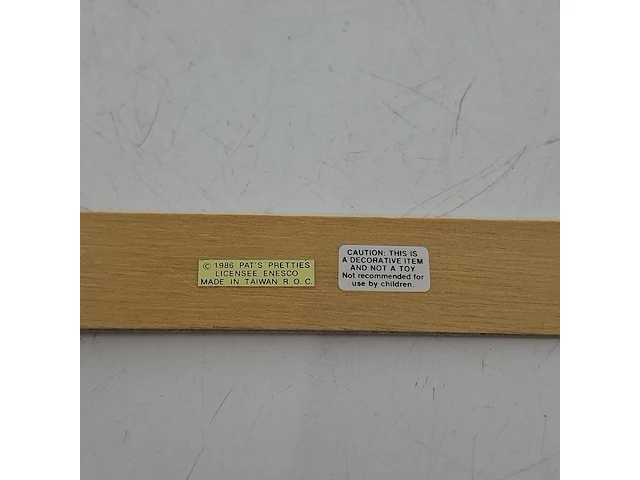 © 1986 PAT'S PRETTIES
LICENSEE ENESCO
MADE IN TAIWAN R.O.C.
CAUTION: THIS IS
A DECORATIVE ITEM
AND NOT A TOY
Not recommended for
use by children.